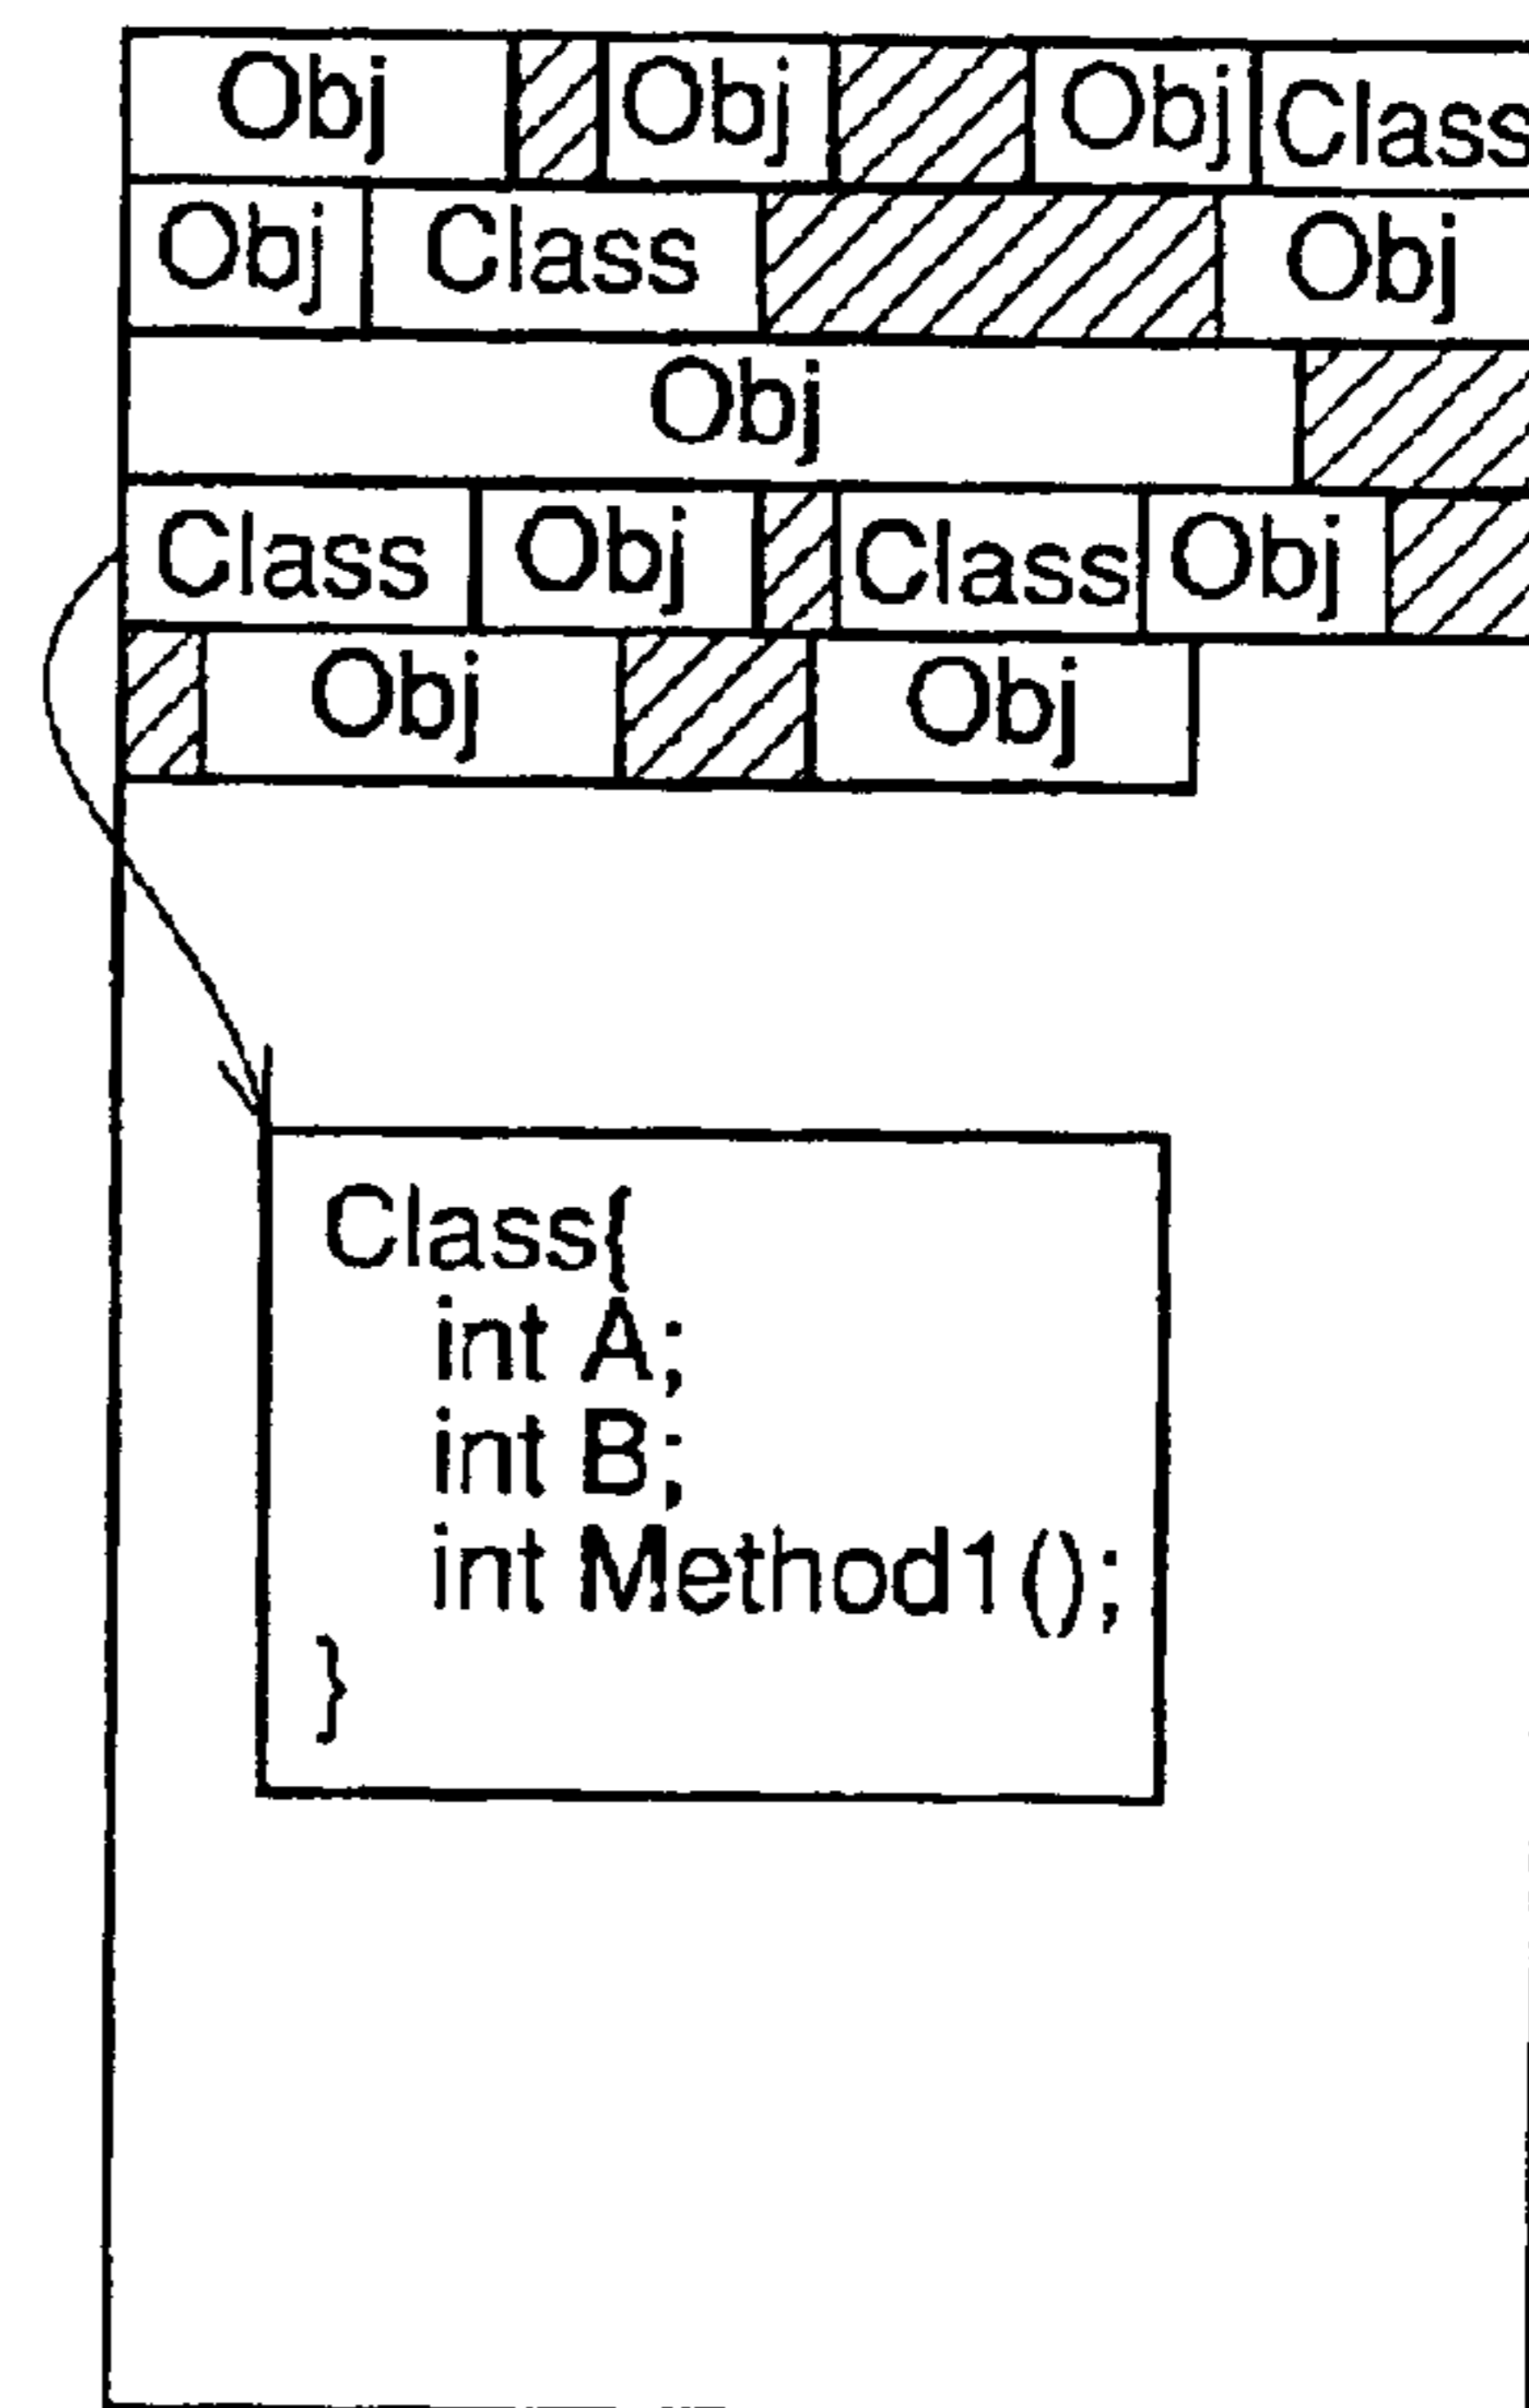 Obj Obj Obj Class
Obj Class Obj
Obj
Class Obj Class Obj
Obj Obj
Class{
int A;
int B;
int Method1();
}